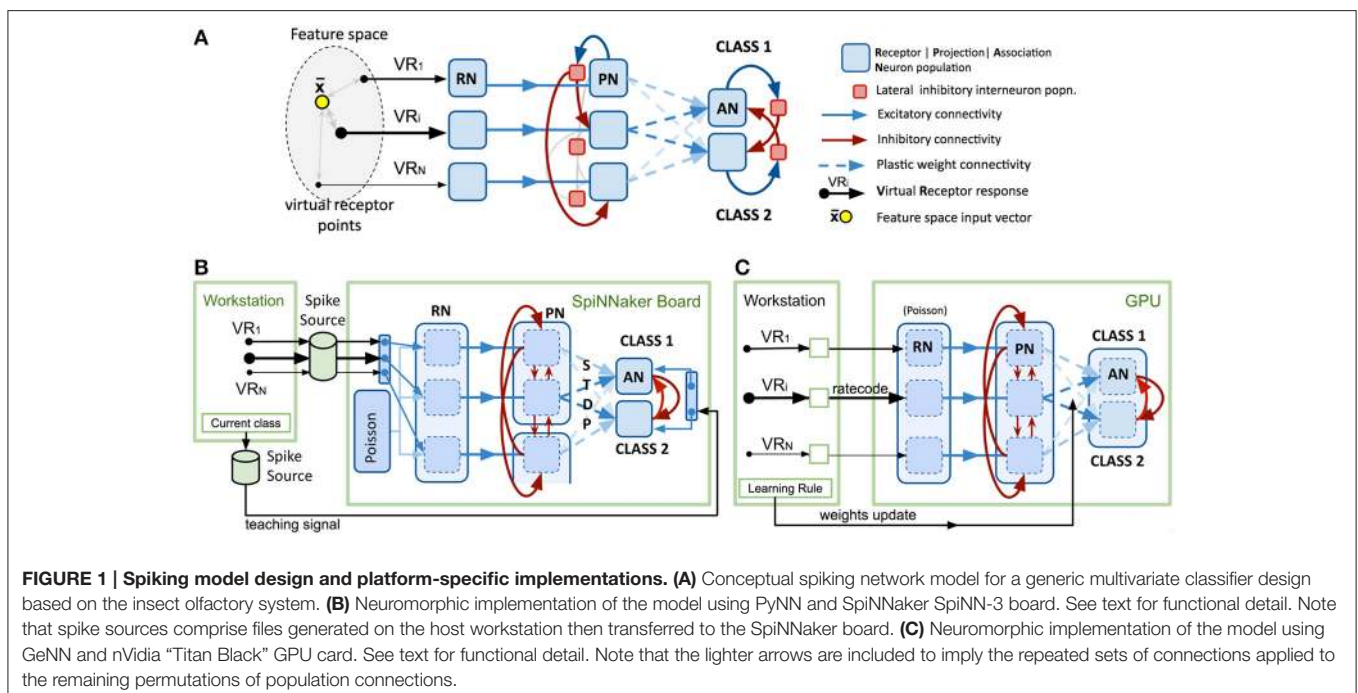 A
Feature space
x̄
VR1
VRi
VRN
virtual receptor
points
RN
PN
AN
CLASS 1
CLASS 2
Receptor | Projection | Association
Neuron population
Lateral inhibitory interneuron popn.
Excitatory connectivity
Inhibitory connectivity
Plastic weight connectivity
VRi
Virtual Receptor response
x̄
Feature space input vector
B
Workstation
Spike
Source
SpiNNaker Board
VR1
VRN
Current class
Spike
Source
Poisson
RN
PN
S
T
D
P
CLASS 1
AN
CLASS 2
teaching signal
C
Workstation
GPU
VR1
VRi
VRN
ratecode
Learning Rule
weights update
(Poisson)
RN
PN
CLASS 1
AN
CLASS 2
FIGURE 1 | Spiking model design and platform-specific implementations. (A) Conceptual spiking network model for a generic multivariate classifier design
based on the insect olfactory system. (B) Neuromorphic implementation of the model using PyNN and SpiNNaker SpiNN-3 board. See text for functional detail. Note
that spike sources comprise files generated on the host workstation then transferred to the SpiNNaker board. (C) Neuromorphic implementation of the model using
GeNN and nVidia “Titan Black” GPU card. See text for functional detail. Note that the lighter arrows are included to imply the repeated sets of connections applied to
the remaining permutations of population connections.